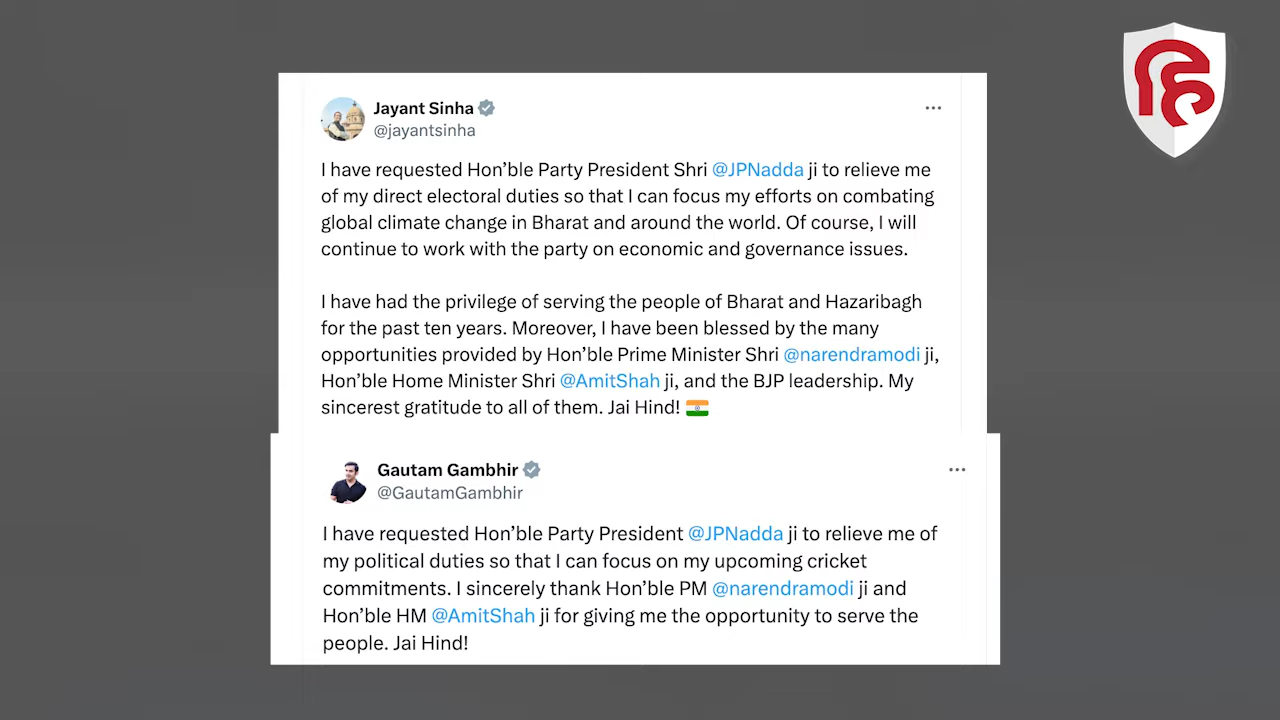 Jayant Sinha
@jayantsinha
I have requested Hon’ble Party President Shri @JPNadda ji to relieve me
of my direct electoral duties so that I can focus my efforts on combating
global climate change in Bharat and around the world. Of course, I will
continue to work with the party on economic and governance issues.
I have had the privilege of serving the people of Bharat and Hazaribagh
for the past ten years. Moreover, I have been blessed by the many
opportunities provided by Hon’ble Prime Minister Shri @narendramodi ji,
Hon’ble Home Minister Shri @AmitShah ji, and the BJP leadership. My
sincerest gratitude to all of them. Jai Hind! 🇮🇳
Gautam Gambhir
@GautamGambhir
I have requested Hon’ble Party President @JPNadda ji to relieve me of
my political duties so that I can focus on my upcoming cricket
commitments. I sincerely thank Hon’ble PM @narendramodi ji and
Hon’ble HM @AmitShah ji for giving me the opportunity to serve the
people. Jai Hind!